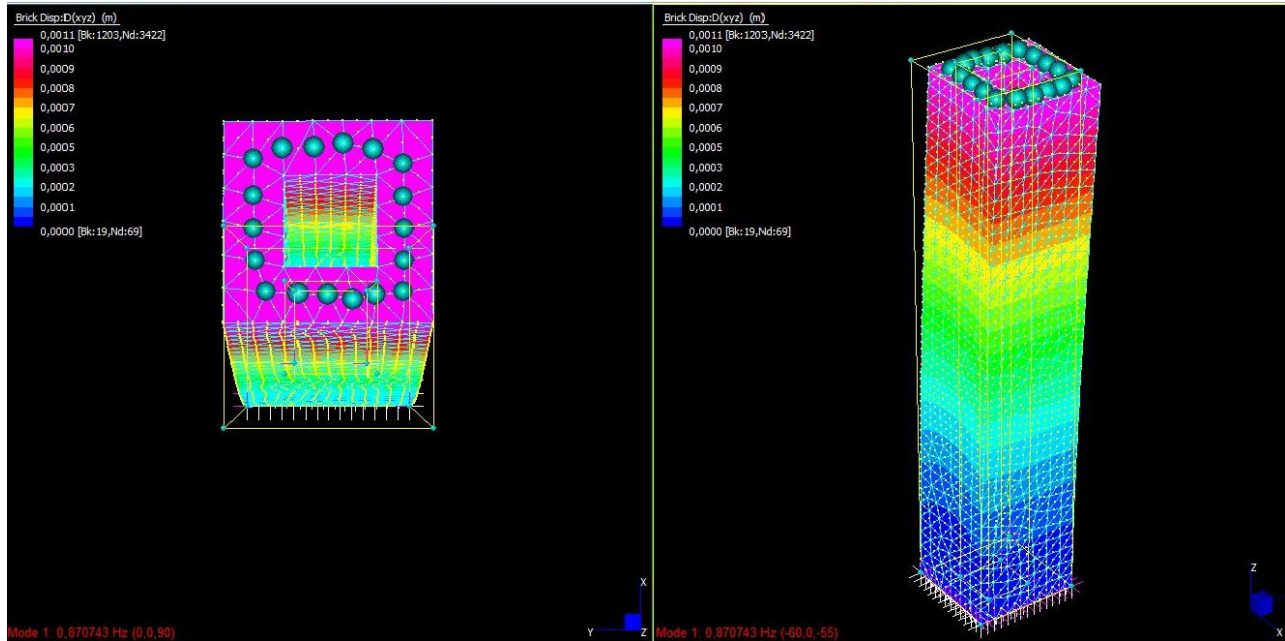 Brick Disp:D(xyz) (m)
0,0011 [Bk:1203,Nd:3422]
0,0010
0,0009
0,0008
0,0007
0,0006
0,0003
0,0002
0,0001
0,0000 [Bk:19,Nd:69]
X
Y
Z
Mode 1: 0,870743 Hz (0,0,90)
Brick Disp:D(xyz) (m)
0,0011 [Bk:1203,Nd:3422]
0,0010
0,0009
0,0008
0,0007
0,0006
0,0003
0,0002
0,0001
0,0000 [Bk:19,Nd:69]
Z
X
Mode 1: 0,870743 Hz (-60,0,-55)